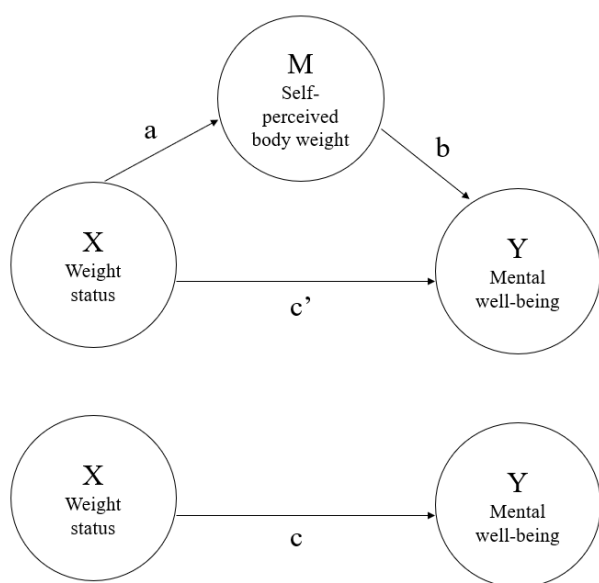 M
Self-
perceived
body weight
a
b
X
Weight
status
Y
Mental
well-being
c’
X
Weight
status
Y
Mental
well-being
c